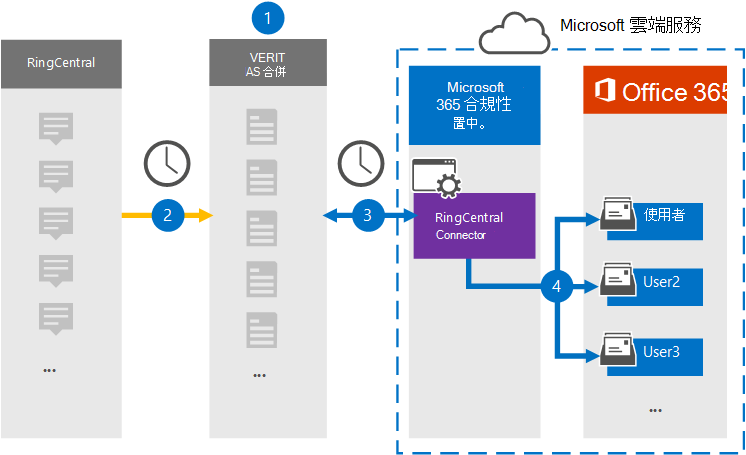 1
Microsoft 雲端服務
RingCentral
VERIT
AS 合併
Microsoft
365 合規性
置中。
Office 365
2
3
RingCentral
Connector
4
使用者
User2
User3
...
...
...